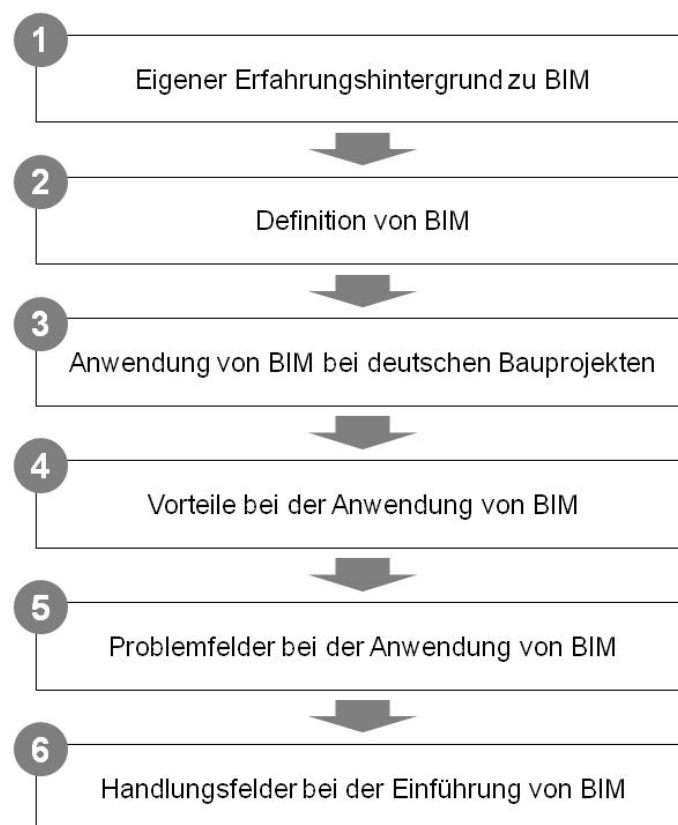 1
Eigener Erfahrungshintergrund zu BIM
2
Definition von BIM
3
Anwendung von BIM bei deutschen Bauprojekten
4
Vorteile bei der Anwendung von BIM
5
Problemfelder bei der Anwendung von BIM
6
Handlungsfelder bei der Einführung von BIM